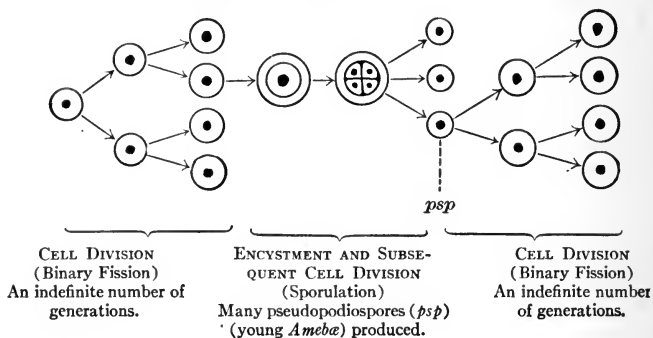 psp
CELL DIVISION
(Binary Fission)
An indefinite number of
generations.
ENCYSTMENT AND SUBSE-
QUENT CELL DIVISION
(Sporulation)
Many pseudopodiospores (psp)
(young Amebæ) produced.
CELL DIVISION
(Binary Fission)
An indefinite number
of generations.